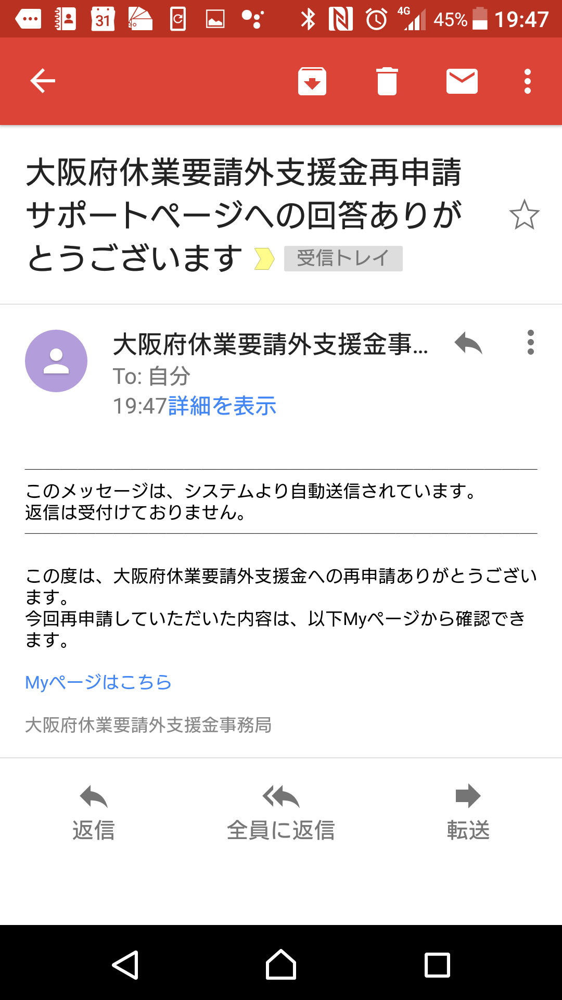 31
4G
45%
19:47
大阪府休業要請外支援金再申請
サポートページへの回答ありが
とうございます
受信トレイ
大阪府休業要請外支援金事...
To: 自分
19:47詳細を表示
このメッセージは、システムより自動送信されています。
返信は受付けておりません。
この度は、大阪府休業要請外支援金への再申請ありがとうござい
ます。
今回再申請していただいた内容は、以下Myページから確認でき
ます。
Myページはこちら
大阪府休業要請外支援金事務局
返信
全員に返信
転送